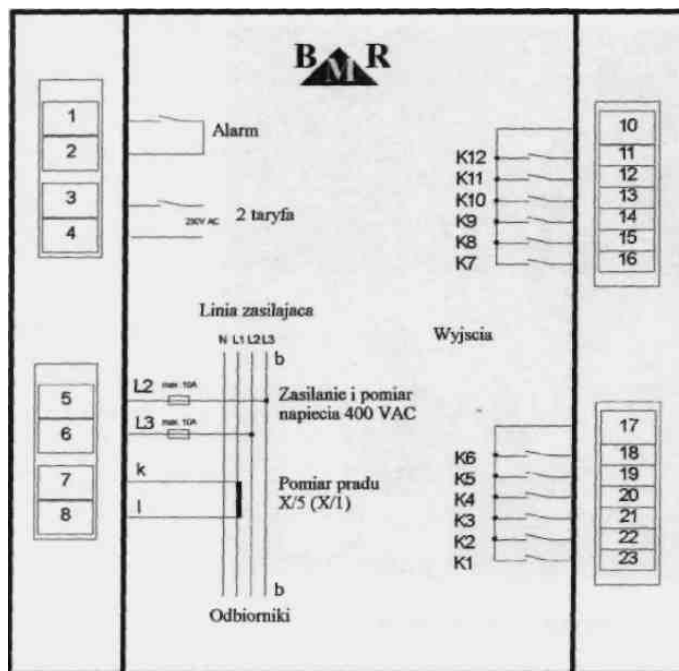 BMR
1
2
3
4
5
6
7
8
Alarm
2 taryfa
230V AC
Linia zasilajaca
N L1 L2 L3
b
L2 max. 10A
L3 max. 10A
k
l
Zasilanie i pomiar
napiecia 400 VAC
Pomiar pradu
X/5 (X/1)
b
Odbiorniki
Wyjscia
K12
K11
K10
K9
K8
K7
K6
K5
K4
K3
K2
K1
10
11
12
13
14
15
16
17
18
19
20
21
22
23